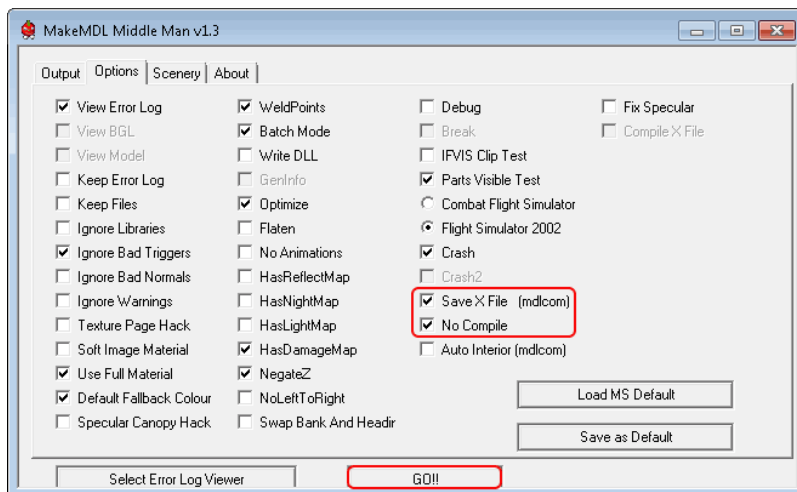 MakeMDL Middle Man v1.3
Output Options Scenery About
View Error Log WeldPoints Debug Fix Specular
View BGL Batch Mode Break Compile X File
View Model Write DLL IFVIS Clip Test
Keep Error Log GenInfo Parts Visible Test
Keep Files Optimize Combat Flight Simulator
Ignore Libraries Flaten Flight Simulator 2002
Ignore Bad Triggers No Animations Crash
Ignore Bad Normals HasReflectMap Crash2
Ignore Warnings HasNightMap Save X File (mdlcom)
Texture Page Hack HasLightMap No Compile
Soft Image Material HasDamageMap Auto Interior (mdlcom)
Use Full Material NegateZ Load MS Default
Default Fallback Colour NoLeftToRight
Specular Canopy Hack Swap Bank And Headir Save as Default
Select Error Log Viewer GO!!